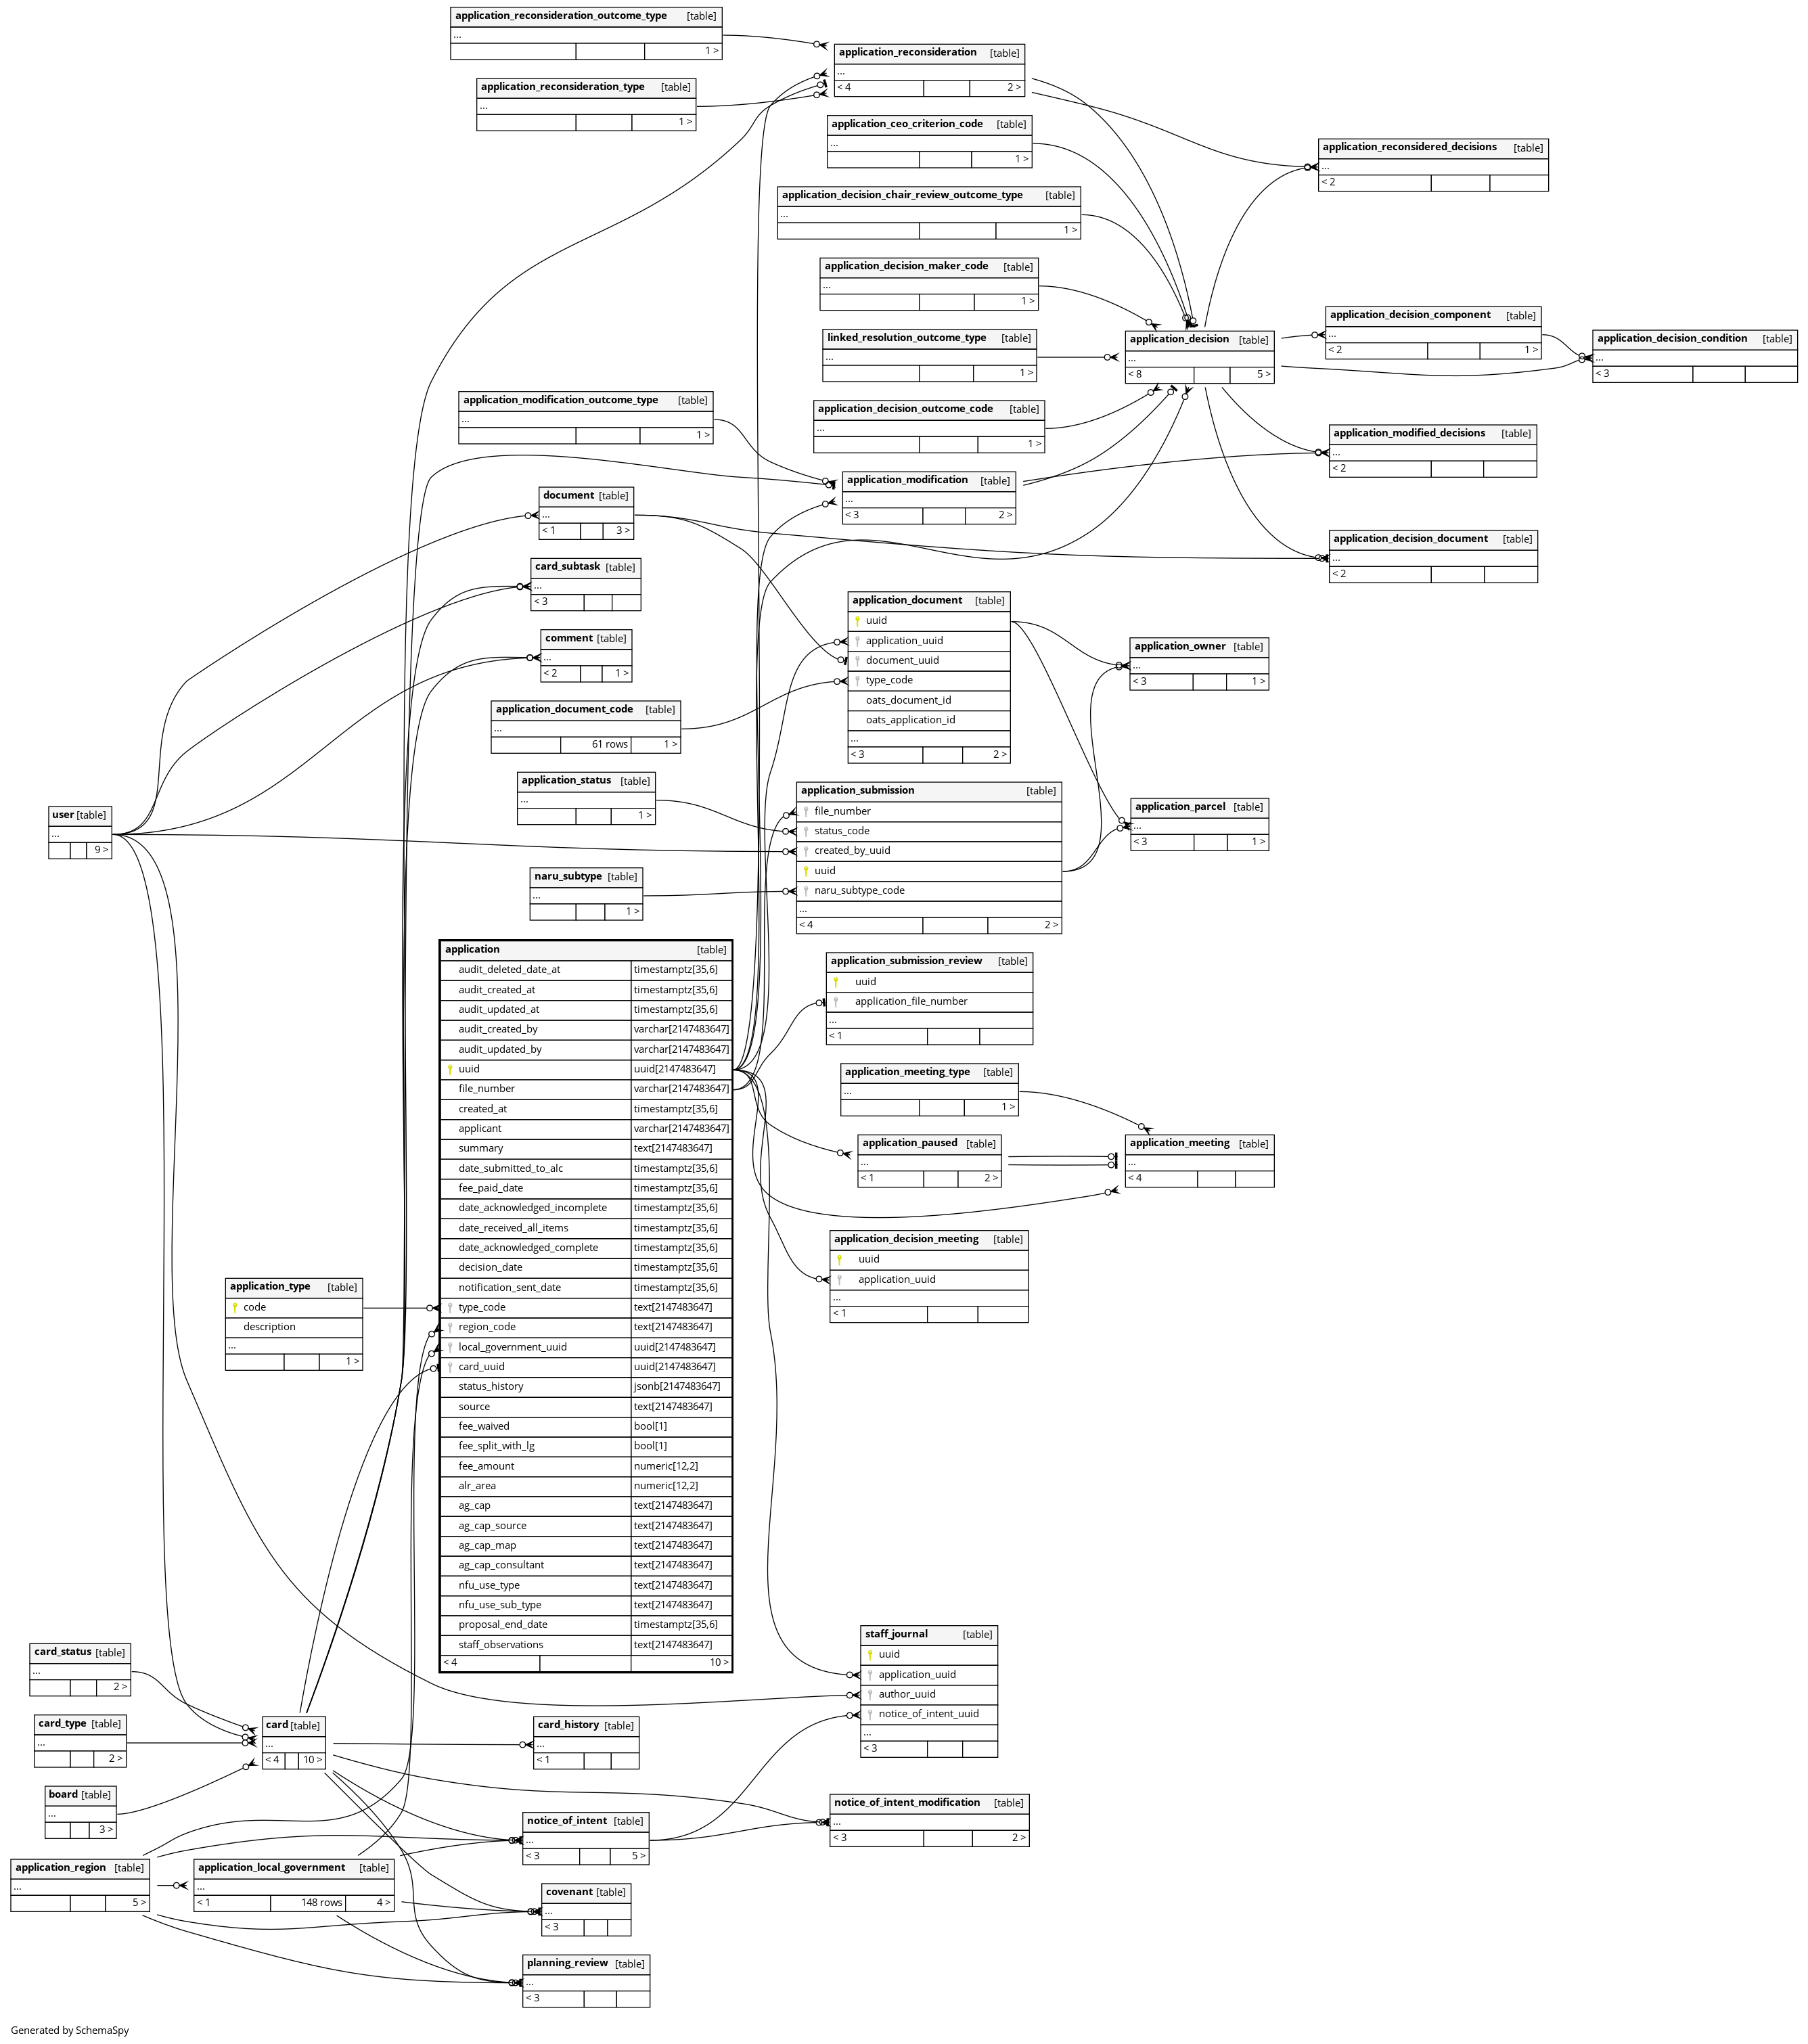 application_reconsideration_outcome_type [table]
...
1 >
application_reconsideration_type [table]
...
1 >
application_reconsideration [table]
...
< 4 2 >
application_ceo_criterion_code [table]
...
1 >
application_reconsidered_decisions [table]
...
< 2
application_decision_chair_review_outcome_type [table]
...
1 >
application_decision_maker_code [table]
...
1 >
linked_resolution_outcome_type [table]
...
1 >
application_decision [table]
...
< 8 5 >
application_decision_component [table]
...
< 2 1 >
application_decision_condition [table]
...
< 3
application_modification_outcome_type [table]
...
1 >
application_decision_outcome_code [table]
...
1 >
application_modified_decisions [table]
...
< 2
application_modification [table]
...
< 3 2 >
document [table]
...
< 1 3 >
application_decision_document [table]
...
< 2
card_subtask [table]
...
< 3
comment [table]
...
< 2 1 >
application_document [table]
uuid
application_uuid
document_uuid
type_code
oats_document_id
oats_application_id
...
< 3 2 >
application_owner [table]
...
< 3 1 >
application_document_code [table]
...
61 rows 1 >
application_status [table]
...
1 >
application_submission [table]
file_number
status_code
created_by_uuid
uuid
naru_subtype_code
...
< 4 2 >
application_parcel [table]
...
< 3 1 >
user [table]
...
9 >
naru_subtype [table]
...
1 >
application [table]
audit_deleted_date_at timestamptz[35,6]
audit_created_at timestamptz[35,6]
audit_updated_at timestamptz[35,6]
audit_created_by varchar[2147483647]
audit_updated_by varchar[2147483647]
uuid uuid[2147483647]
file_number varchar[2147483647]
created_at timestamptz[35,6]
applicant varchar[2147483647]
summary text[2147483647]
date_submitted_to_alc timestamptz[35,6]
fee_paid_date timestamptz[35,6]
date_acknowledged_incomplete timestamptz[35,6]
date_received_all_items timestamptz[35,6]
date_acknowledged_complete timestamptz[35,6]
decision_date timestamptz[35,6]
notification_sent_date timestamptz[35,6]
type_code text[2147483647]
region_code text[2147483647]
local_government_uuid uuid[2147483647]
card_uuid uuid[2147483647]
status_history jsonb[2147483647]
source text[2147483647]
fee_waived bool[1]
fee_split_with_lg bool[1]
fee_amount numeric[12,2]
alr_area numeric[12,2]
ag_cap text[2147483647]
ag_cap_source text[2147483647]
ag_cap_map text[2147483647]
ag_cap_consultant text[2147483647]
nfu_use_type text[2147483647]
nfu_use_sub_type text[2147483647]
proposal_end_date timestamptz[35,6]
staff_observations text[2147483647]
< 4 10 >
application_submission_review [table]
uuid
application_file_number
...
< 1
application_meeting_type [table]
...
1 >
application_paused [table]
...
< 1 2 >
application_meeting [table]
...
< 4
application_decision_meeting [table]
uuid
application_uuid
...
< 1
application_type [table]
code
description
...
1 >
staff_journal [table]
uuid
application_uuid
author_uuid
notice_of_intent_uuid
...
< 3
card_status [table]
...
2 >
card_type [table]
...
2 >
card [table]
...
< 4 10 >
card_history [table]
...
< 1
board [table]
...
3 >
notice_of_intent_modification [table]
...
< 3 2 >
notice_of_intent [table]
...
< 3 5 >
application_region [table]
...
5 >
application_local_government [table]
...
< 1 148 rows 4 >
covenant [table]
...
< 3
planning_review [table]
...
< 3
Generated by SchemaSpy